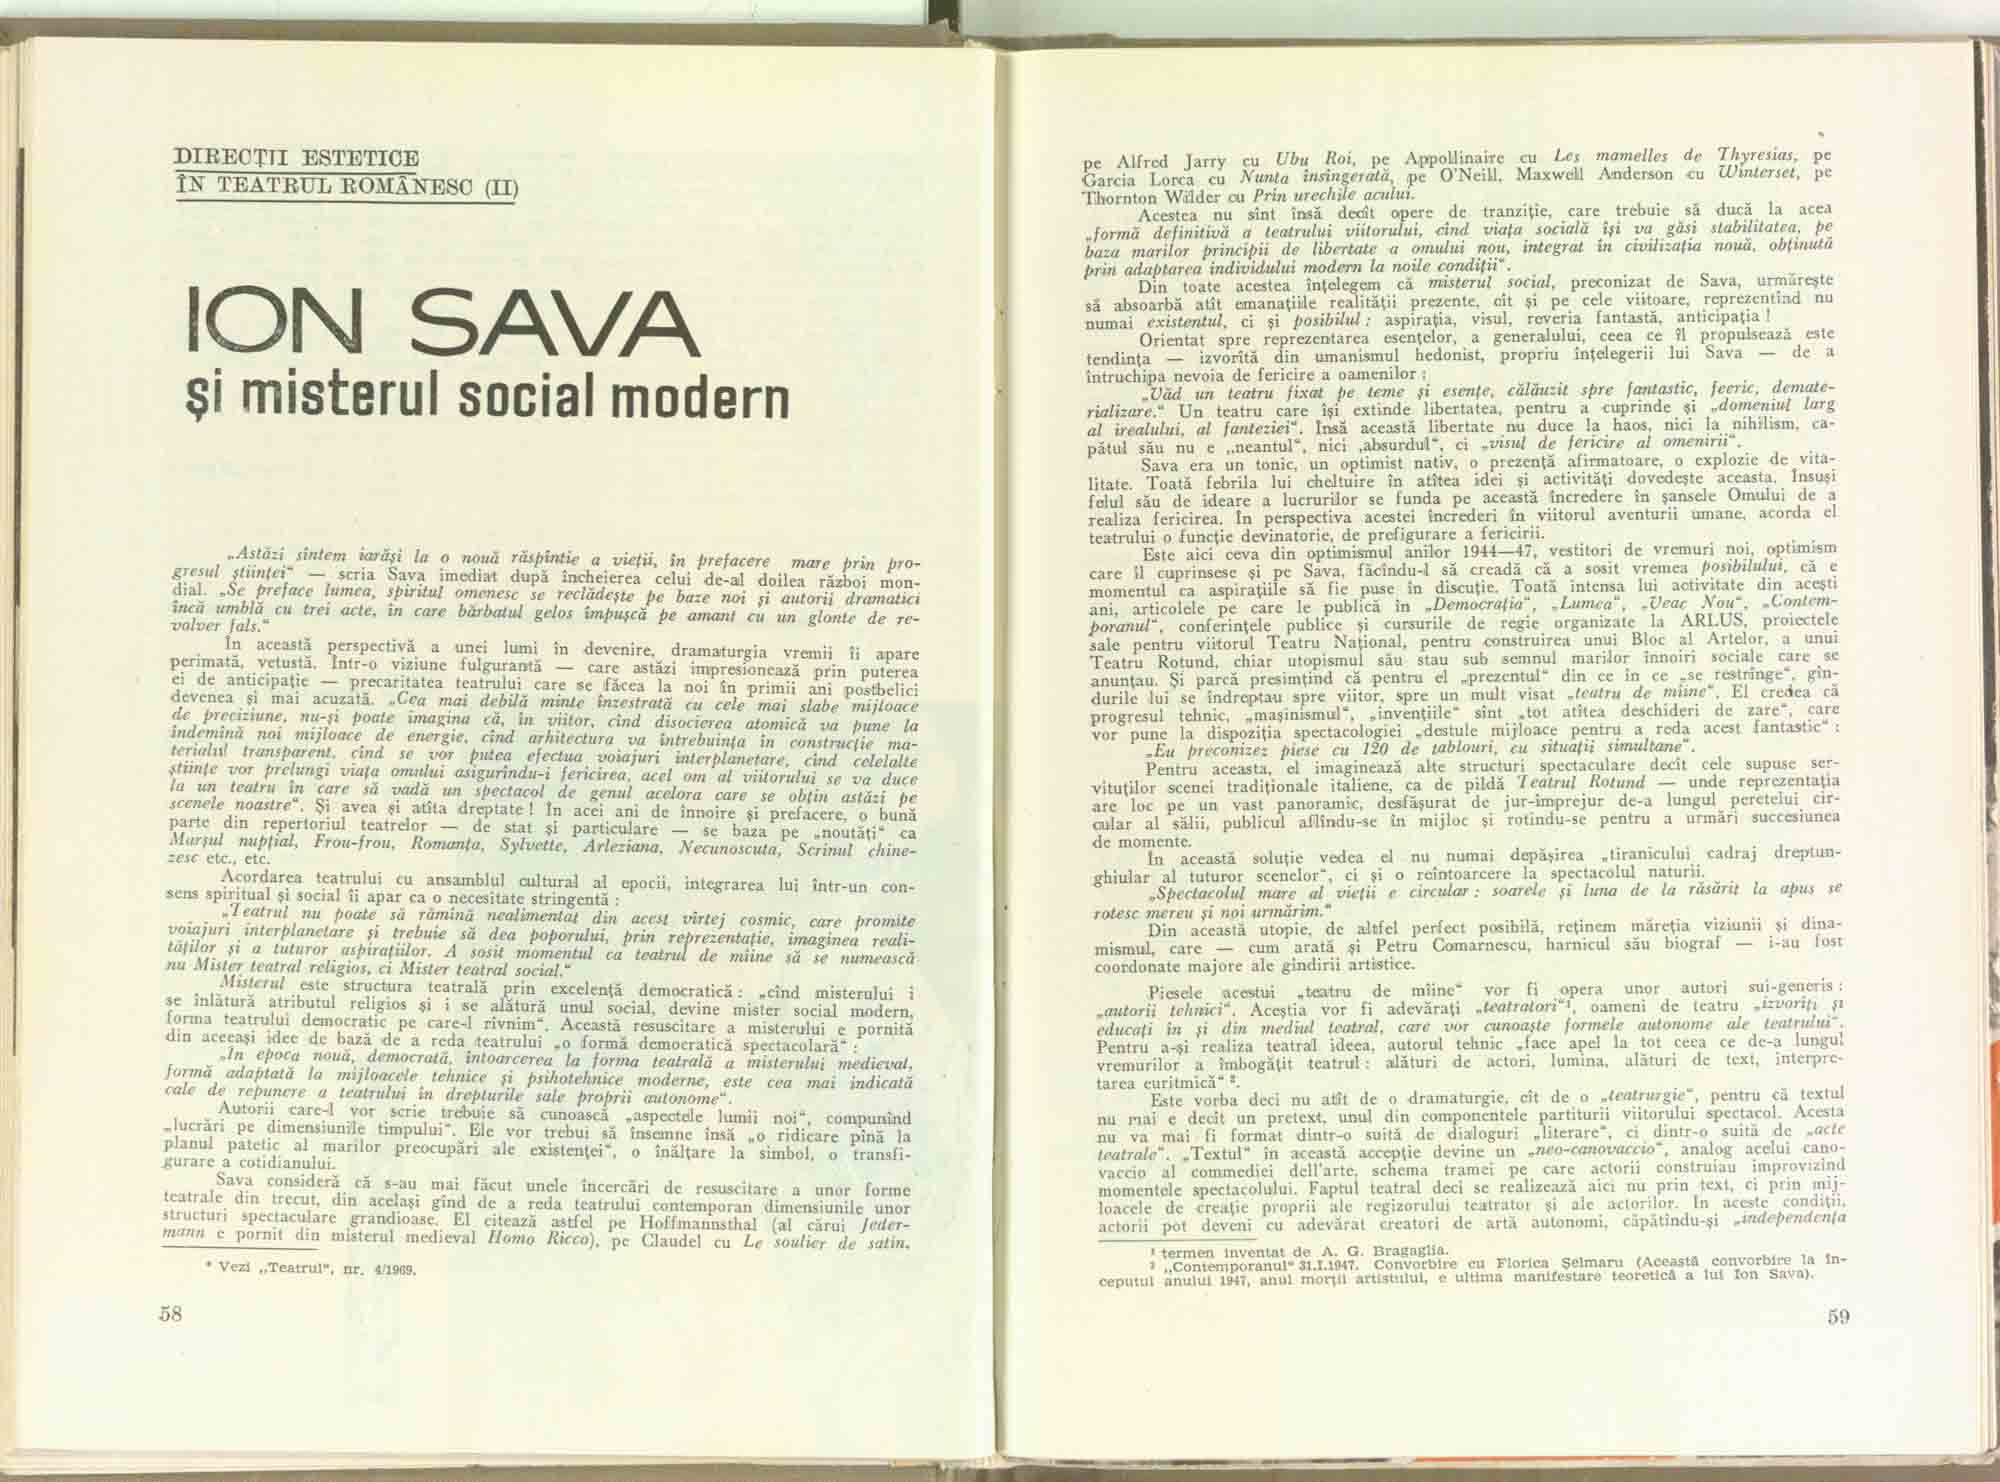 DIRECȚII ESTETICE
ÎN TEATRUL ROMÂNESC (II)
ION SAVA
și misterul social modern
„Astăzi sîntem iarăși la o nouă răspîntie a vieții, în prefacere mare prin pro-
gresul științei“ — scria Sava imediat după încheierea celui de-al doilea război mon-
dial. „Se preface lumea, spiritul omenesc se reclădește pe baze noi și autorii dramatici
încă umblă cu trei acte, în care bărbatul gelos împușcă pe amant cu un glonte de re-
volver fals.“
In această perspectivă a unei lumi în devenire, dramaturgia vremii îi apare
perimată, vetustă. Intr-o viziune fulgurantă — care astăzi impresionează prin puterea
ei de anticipație — precaritatea teatrului care se făcea la noi în primii ani postbelici
devenea și mai acuzată. „Cea mai debilă minte înzestrată cu cele mai slabe mijloace
de preciziune, nu-și poate imagina că, în viitor, cînd disocierea atomică va pune la
îndemînă noi mijloace de energie, cînd arhitectura va întrebuința în construcție ma-
terialul transparent, cînd se vor putea efectua voiajuri interplanetare, cînd celelalte
științe vor prelungi viața omului asigurîndu-i fericirea, acel om al viitorului se va duce
la un teatru în care să vadă un spectacol de genul acelora care se obțin astăzi pe
scenele noastre“. Și avea și atîta dreptate ! In acei ani de înnoire și prefacere, o bună
parte din repertoriul teatrelor — de stat și particulare — se baza pe „noutăți“ ca
Marșul nupțial, Frou-frou, Romanța, Sylvette, Arleziana, Necunoscuta, Scrinul chine-
zesc etc., etc.
Acordarea teatrului cu ansamblul cultural al epocii, integrarea lui într-un con-
sens spiritual și social îi apar ca o necesitate stringentă :
„Teatrul nu poate să rămînă nealimentat din acest vîrtej cosmic, care promite
voiajuri interplanetare și trebuie să dea poporului, prin reprezentație, imaginea reali-
tăților și a tuturor aspirațiilor. A sosit momentul ca teatrul de mîine să se numească
nu Mister teatral religios, ci Mister teatral social.“
Misterul este structura teatrală prin excelență democratică : „cînd misterului i
se înlătură atributul religios și i se alătură unul social, devine mister social modern,
forma teatrului democratic pe care-l rîvnim“. Această resuscitare a misterului e pornită
din aceeași idee de bază de a reda teatrului „o formă democratică spectacolară“ :
„In epoca nouă, democrată, întoarcerea la forma teatrală a misterului medieval,
formă adaptată la mijloacele tehnice și psihotehnice moderne, este cea mai indicată
cale de repunere a teatrului în drepturile sale proprii autonome“.
Autorii care-l vor scrie trebuie să cunoască „aspectele lumii noi“, compunînd
„lucrări pe dimensiunile timpului“. Ele vor trebui să însemne însă „o ridicare pînă la
planul patetic al marilor preocupări ale existenței“, o înălțare la simbol, o transfi-
gurare a cotidianului.
Sava consideră că s-au mai făcut unele încercări de resuscitare a unor forme
teatrale din trecut, din același gînd de a reda teatrului contemporan dimensiunile unor
structuri spectaculare grandioase. El citează astfel pe Hoffmannsthal (al cărui Jeder-
mann e pornit din misterul medieval Homo Ricco), pe Claudel cu Le soulier de satin,
* Vezi „Teatrul“, nr. 4/1969.
58
pe Alfred Jarry cu Ubu Roi, pe Appollinaire cu Les mamelles de Thyresias, pe
Garcia Lorca cu Nunta însîngerată, pe O'Neill, Maxwell Anderson cu Winterset, pe
Thornton Wilder cu Prin urechile acului.
Acestea nu sînt însă decît opere de tranziție, care trebuie să ducă la acea
„formă definitivă a teatrului viitorului, cînd viața socială își va găsi stabilitatea, pe
baza marilor principii de libertate a omului nou, integrat în civilizația nouă, obținută
prin adaptarea individului modern la noile condiții“.
Din toate acestea înțelegem că misterul social, preconizat de Sava, urmărește
să absoarbă atît emanațiile realității prezente, cît și pe cele viitoare, reprezentînd nu
numai existentul, ci și posibilul : aspirația, visul, reveria fantastă, anticipația !
Orientat spre reprezentarea esențelor, a generalului, ceea ce îl propulsează este
tendința — izvorîtă din umanismul hedonist, propriu înțelegerii lui Sava — de a
întruchipa nevoia de fericire a oamenilor :
„Văd un teatru fixat pe teme și esențe, călăuzit spre fantastic, feeric, demate-
rializare.“ Un teatru care își extinde libertatea, pentru a cuprinde și „domeniul larg
al irealului, al fanteziei“. Insă această libertate nu duce la haos, nici la nihilism, ca-
pătul său nu e „neantul“, nici „absurdul“, ci „visul de fericire al omenirii“.
Sava era un tonic, un optimist nativ, o prezență afirmatoare, o explozie de vita-
litate. Toată febrila lui cheltuire în atîtea idei și activități dovedește aceasta. Insuși
felul său de ideare a lucrurilor se funda pe această încredere în șansele Omului de a
realiza fericirea. In perspectiva acestei încrederi în viitorul aventurii umane, acorda el
teatrului o funcție devinatorie, de prefigurare a fericirii.
Este aici ceva din optimismul anilor 1944—47, vestitori de vremuri noi, optimism
care îl cuprinsese și pe Sava, făcîndu-l să creadă că a sosit vremea posibilului, că e
momentul ca aspirațiile să fie puse în discuție. Toată intensa lui activitate din acești
ani, articolele pe care le publică în „Democrația“, „Lumea“, „Veac Nou“, „Contem-
poranul“, conferințele publice și cursurile de regie organizate la ARLUS, proiectele
sale pentru viitorul Teatru Național, pentru construirea unui Bloc al Artelor, a unui
Teatru Rotund, chiar utopismul său stau sub semnul marilor înnoiri sociale care se
anunțau. Și parcă presimțind că pentru el „prezentul“ din ce în ce „se restrînge“, gîn-
durile lui se îndreptau spre viitor, spre un mult visat „teatru de mîine“. El credea că
progresul tehnic, „mașinismul“, „invențiile“ sînt „tot atîtea deschideri de zare“, care
vor pune la dispoziția spectacologiei „destule mijloace pentru a reda acest fantastic“ :
„Eu preconizez piese cu 120 de tablouri, cu situații simultane“.
Pentru aceasta, el imaginează alte structuri spectaculare decît cele supuse ser-
vituților scenei tradiționale italiene, ca de pildă Teatrul Rotund — unde reprezentația
are loc pe un vast panoramic, desfășurat de jur-împrejur de-a lungul peretelui cir-
cular al sălii, publicul aflîndu-se în mijloc și rotindu-se pentru a urmări succesiunea
de momente.
In această soluție vedea el nu numai depășirea „tiranicului cadraj dreptun-
ghiular al tuturor scenelor“, ci și o reîntoarcere la spectacolul naturii.
„Spectacolul mare al vieții e circular : soarele și luna de la răsărit la apus se
rotesc mereu și noi urmărim.“
Din această utopie, de altfel perfect posibilă, reținem măreția viziunii și dina-
mismul, care — cum arată și Petru Comarnescu, harnicul său biograf — i-au fost
coordonate majore ale gîndirii artistice.
Piesele acestui „teatru de mîine“ vor fi opera unor autori sui-generis :
„autorii tehnici“. Aceștia vor fi adevărați „teatratori“¹, oameni de teatru „izvorîți și
educați în și din mediul teatral, care vor cunoaște formele autonome ale teatrului“.
Pentru a-și realiza teatral ideea, autorul tehnic „face apel la tot ceea ce de-a lungul
vremurilor a îmbogățit teatrul : alături de actori, lumina, alături de text, interpre-
tarea euritmică“ ².
Este vorba deci nu atît de o dramaturgie, cît de o „teatrurgie“, pentru că textul
nu mai e decît un pretext, unul din componentele partiturii viitorului spectacol. Acesta
nu va mai fi format dintr-o suită de dialoguri „literare“, ci dintr-o suită de „acte
teatrale“. „Textul“ în această accepție devine un „neo-canovaccio“, analog acelui cano-
vaccio al commediei dell'arte, schema tramei pe care actorii construiau improvizînd
momentele spectacolului. Faptul teatral deci se realizează aici nu prin text, ci prin mij-
loacele de creație proprii ale regizorului teatrator și ale actorilor. In aceste condiții,
actorii pot deveni cu adevărat creatori de artă autonomi, căpătîndu-și „independența
¹ termen inventat de A. G. Bragaglia.
² „Contemporanul“ 31.I.1947. Convorbire cu Florica Șelmaru (Această convorbire la în-
ceputul anului 1947, anul morții artistului, e ultima manifestare teoretică a lui Ion Sava).
59